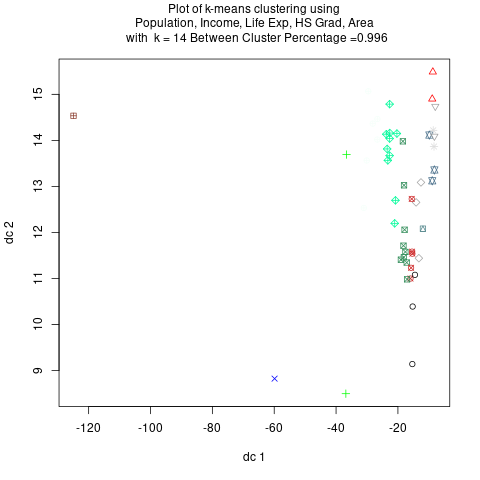 Plot of k-means clustering using
Population, Income, Life Exp, HS Grad, Area
with k = 14 Between Cluster Percentage =0.996
15
14
13
12
11
10
9
dc 2
-120
-100
-80
-60
-40
-20
dc 1